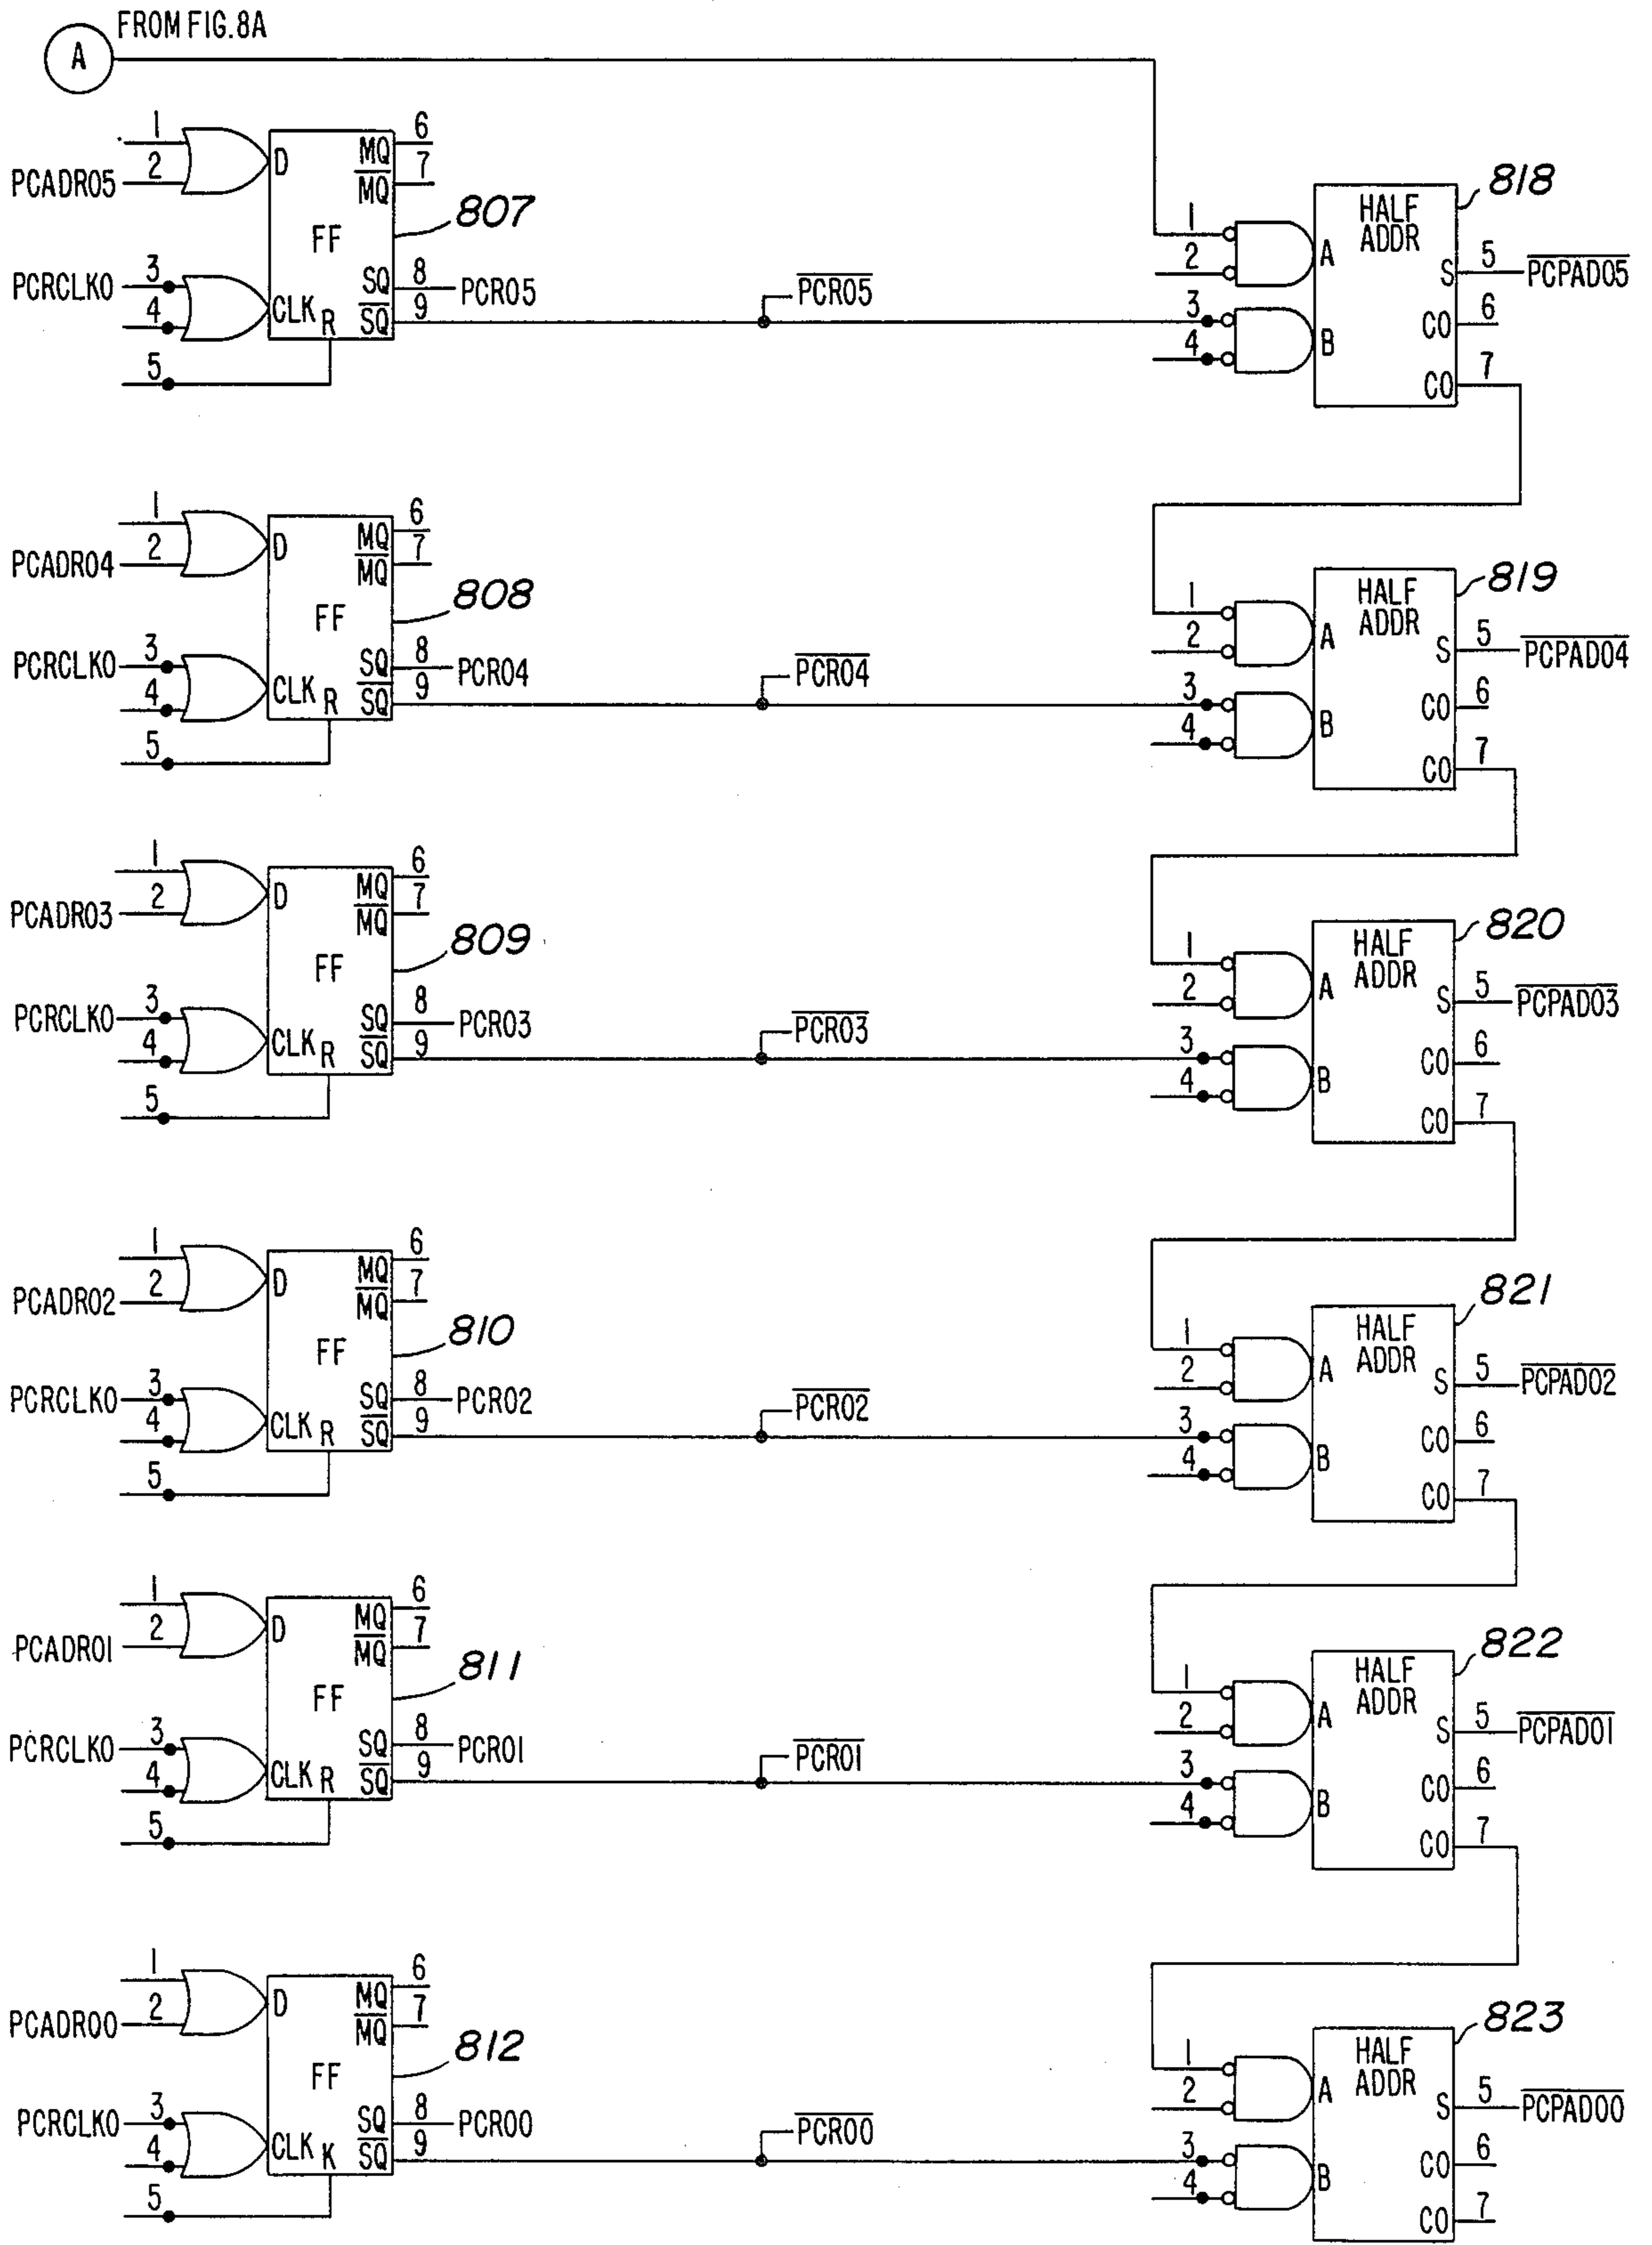 FROM FIG.8A
A
1
2
PCADR05
D
MQ 6
MQ 7
FF
807
3
PCRCLK0
4
CLK R
SQ 8 PCR05
SQ 9
PCR05
5
1
2
A
3
4
B
HALF
ADDR
818
S 5 PCPAD05
CO 6
CO 7
1
2
PCADR04
D
MQ 6
MQ 7
FF
808
3
PCRCLK0
4
CLK R
SQ 8 PCR04
SQ 9
PCR04
5
1
2
A
3
4
B
HALF
ADDR
819
S 5 PCPAD04
CO 6
CO 7
1
2
PCADR03
D
MQ 6
MQ 7
FF
809
3
PCRCLK0
4
CLK R
SQ 8 PCR03
SQ 9
PCR03
5
1
2
A
3
4
B
HALF
ADDR
820
S 5 PCPAD03
CO 6
CO 7
1
2
PCADR02
D
MQ 6
MQ 7
FF
810
3
PCRCLK0
4
CLK R
SQ 8 PCR02
SQ 9
PCR02
5
1
2
A
3
4
B
HALF
ADDR
821
S 5 PCPAD02
CO 6
CO 7
1
2
PCADR01
D
MQ 6
MQ 7
FF
811
3
PCRCLK0
4
CLK R
SQ 8 PCR01
SQ 9
PCR01
5
1
2
A
3
4
B
HALF
ADDR
822
S 5 PCPAD01
CO 6
CO 7
1
2
PCADR00
D
MQ 6
MQ 7
FF
812
3
PCRCLK0
4
CLK K
SQ 8 PCR00
SQ 9
PCR00
5
1
2
A
3
4
B
HALF
ADDR
823
S 5 PCPAD00
CO 6
CO 7